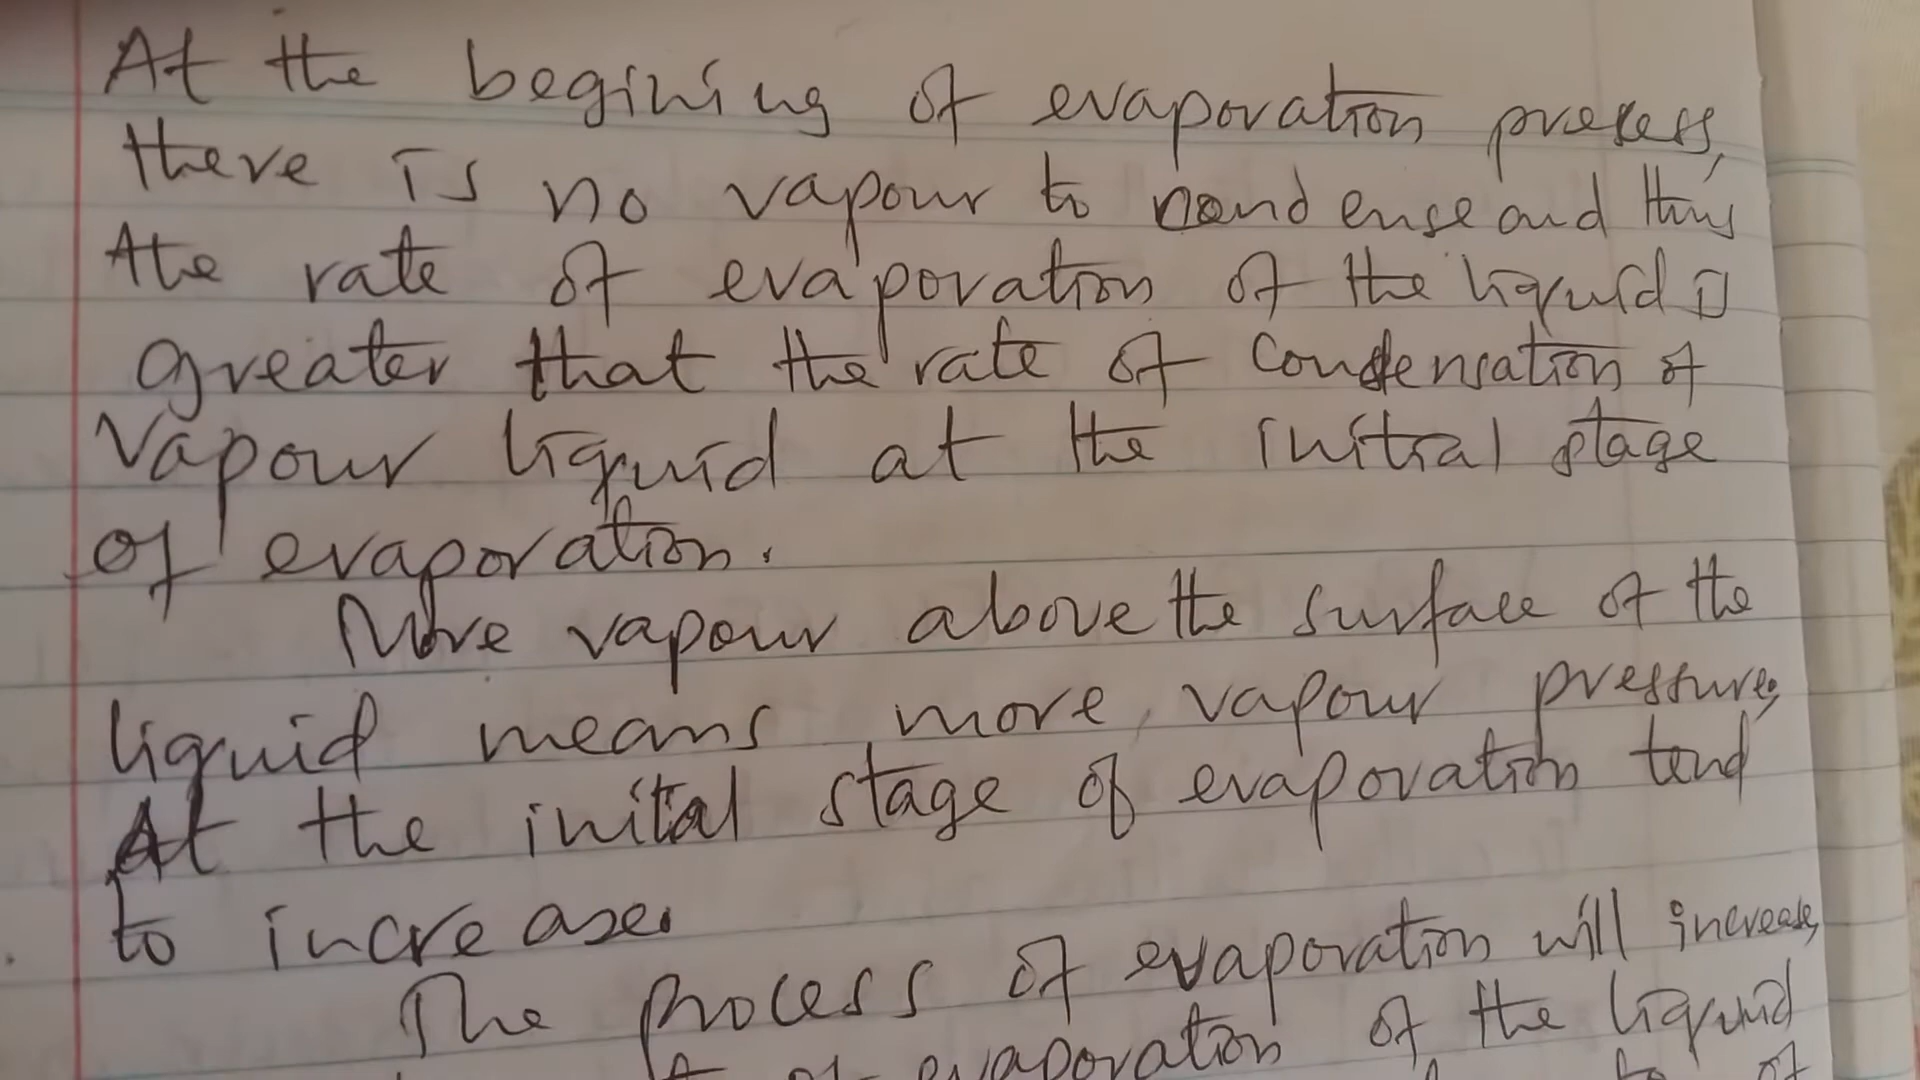 At the begining of evaporation process,
there is no vapour to condense and thus
the rate of evaporation of the liquid is
greater that the rate of condensation of
vapour liquid at the initial stage
of evaporation.
More vapour above the surface of the
liquid means more vapour pressure,
At the initial stage of evaporation tend
to increase.
The process of evaporation will increase,
evaporation of the liquid
of